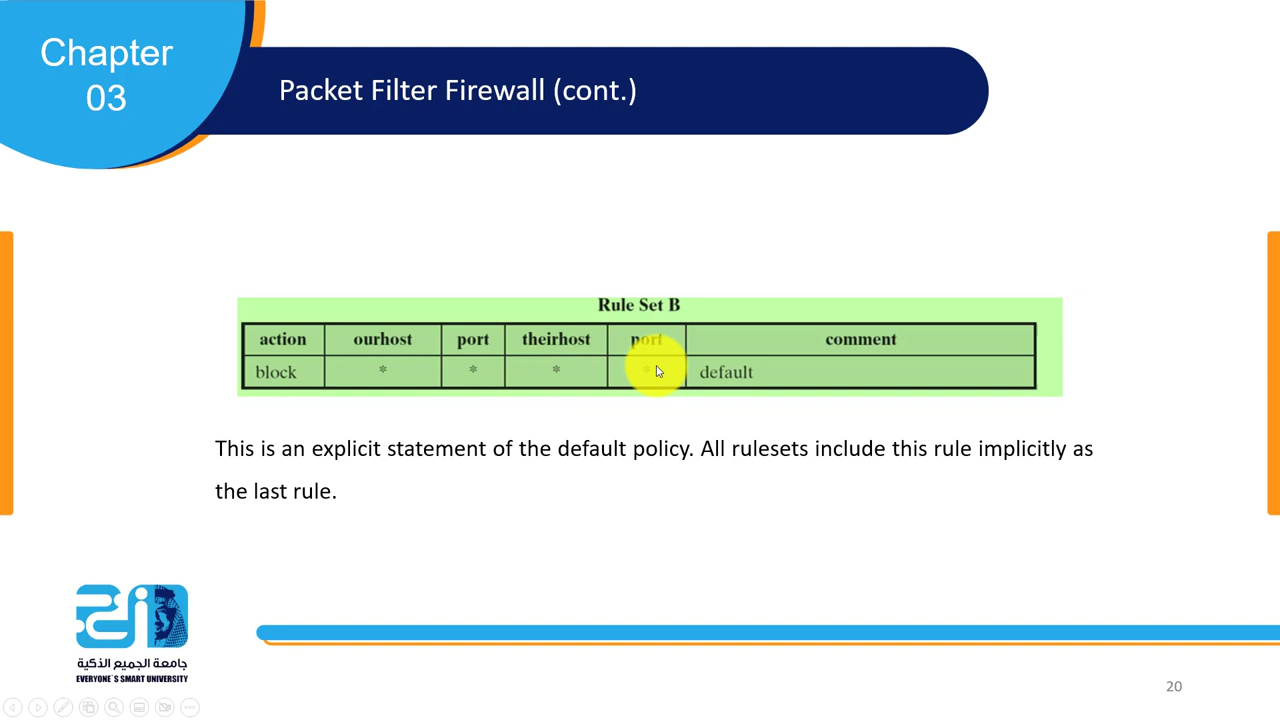 Chapter
03
Packet Filter Firewall (cont.)
Rule Set B
action ourhost port theirhost port comment
block * * * * default
This is an explicit statement of the default policy. All rulesets include this rule implicitly as
the last rule.
جامعة الجميع الذكية
EVERYONE`S SMART UNIVERSITY
20